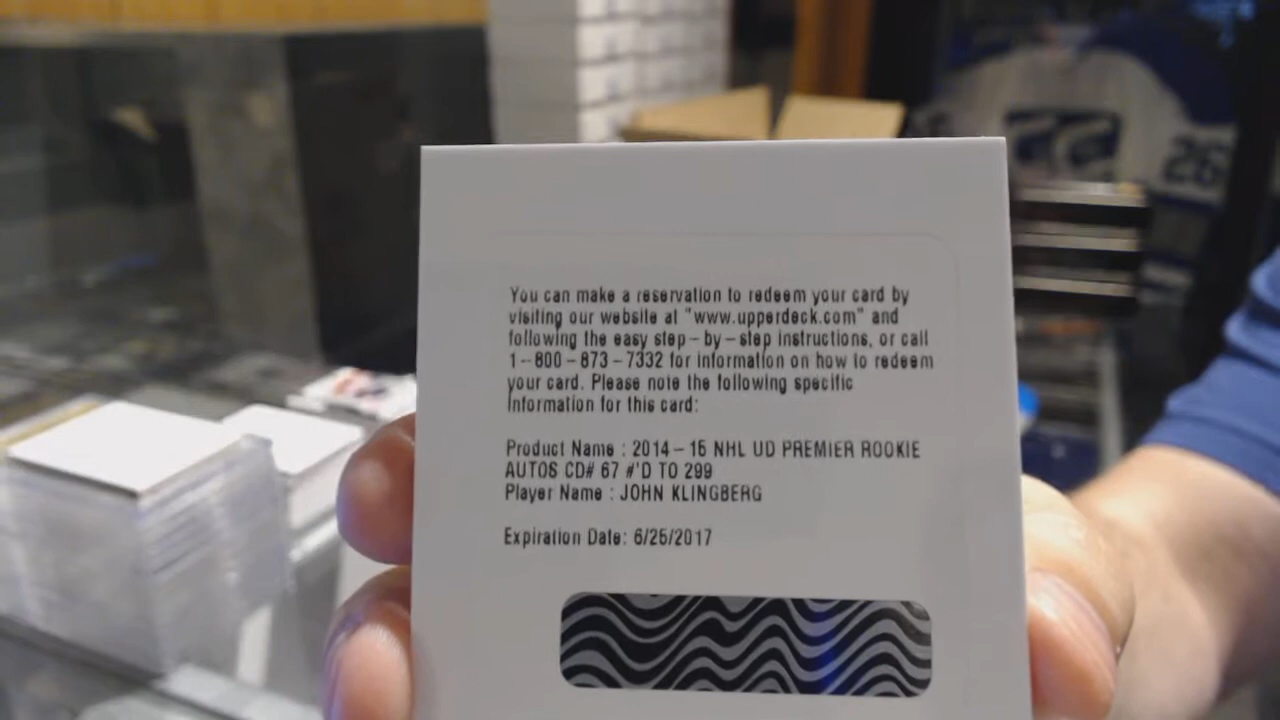 You can make a reservation to redeem your card by
visiting our website at "www.upperdeck.com" and
following the easy step-by-step instructions, or call
1-800-873-7332 for information on how to redeem
your card. Please note the following specific
information for this card:
Product Name : 2014-15 NHL UD PREMIER ROOKIE
AUTOS CD# 67 #'D TO 299
Player Name : JOHN KLINGBERG
Expiration Date: 6/25/2017
26